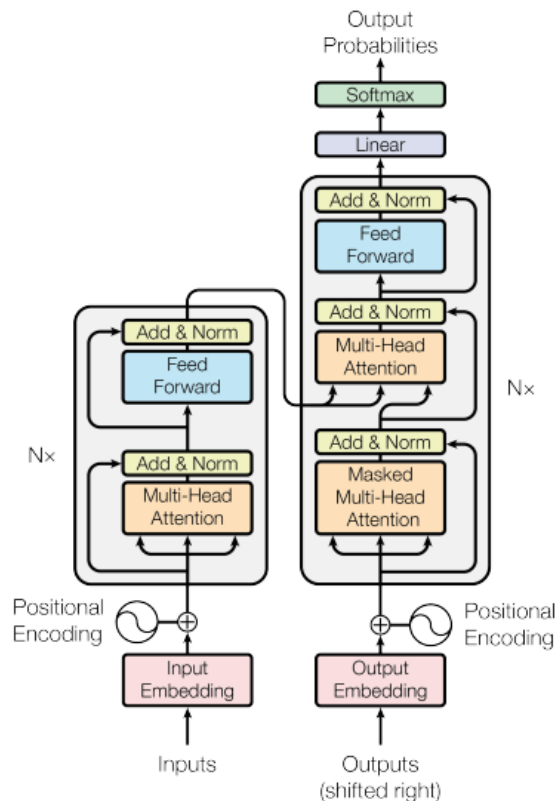 Output
Probabilities
Softmax
Linear
Add & Norm
Feed
Forward
Add & Norm
Multi-Head
Attention
Add & Norm
Masked
Multi-Head
Attention
N×
Add & Norm
Feed
Forward
N×
Add & Norm
Multi-Head
Attention
Positional
Encoding
Positional
Encoding
Input
Embedding
Output
Embedding
Inputs
Outputs
(shifted right)